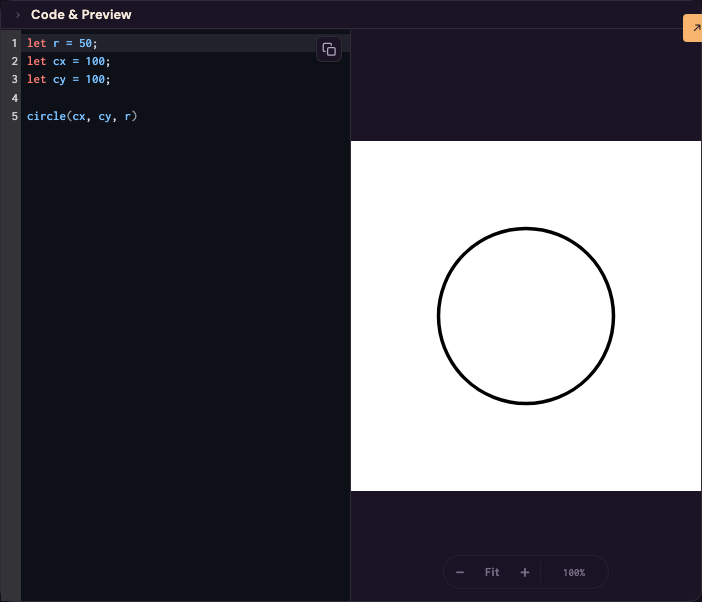 Code & Preview
1 let r = 50;
2 let cx = 100;
3 let cy = 100;
4
5 circle(cx, cy, r)
− Fit + 100%